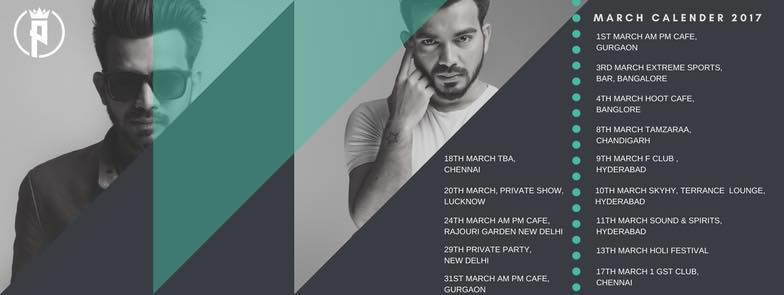 P
MARCH CALENDER 2017
1ST MARCH AM PM CAFE,
GURGAON
3RD MARCH EXTREME SPORTS,
BAR, BANGALORE
4TH MARCH HOOT CAFE,
BANGLORE
8TH MARCH TAMZARAA,
CHANDIGARH
9TH MARCH F CLUB ,
HYDERABAD
10TH MARCH SKYHY, TERRANCE LOUNGE,
HYDERABAD
11TH MARCH SOUND & SPIRITS,
HYDERABAD
13TH MARCH HOLI FESTIVAL
17TH MARCH 1 GST CLUB,
CHENNAI
18TH MARCH TBA,
CHENNAI
20TH MARCH, PRIVATE SHOW,
LUCKNOW
24TH MARCH AM PM CAFE,
RAJOURI GARDEN NEW DELHI
29TH PRIVATE PARTY,
NEW DELHI
31ST MARCH AM PM CAFE,
GURGAON